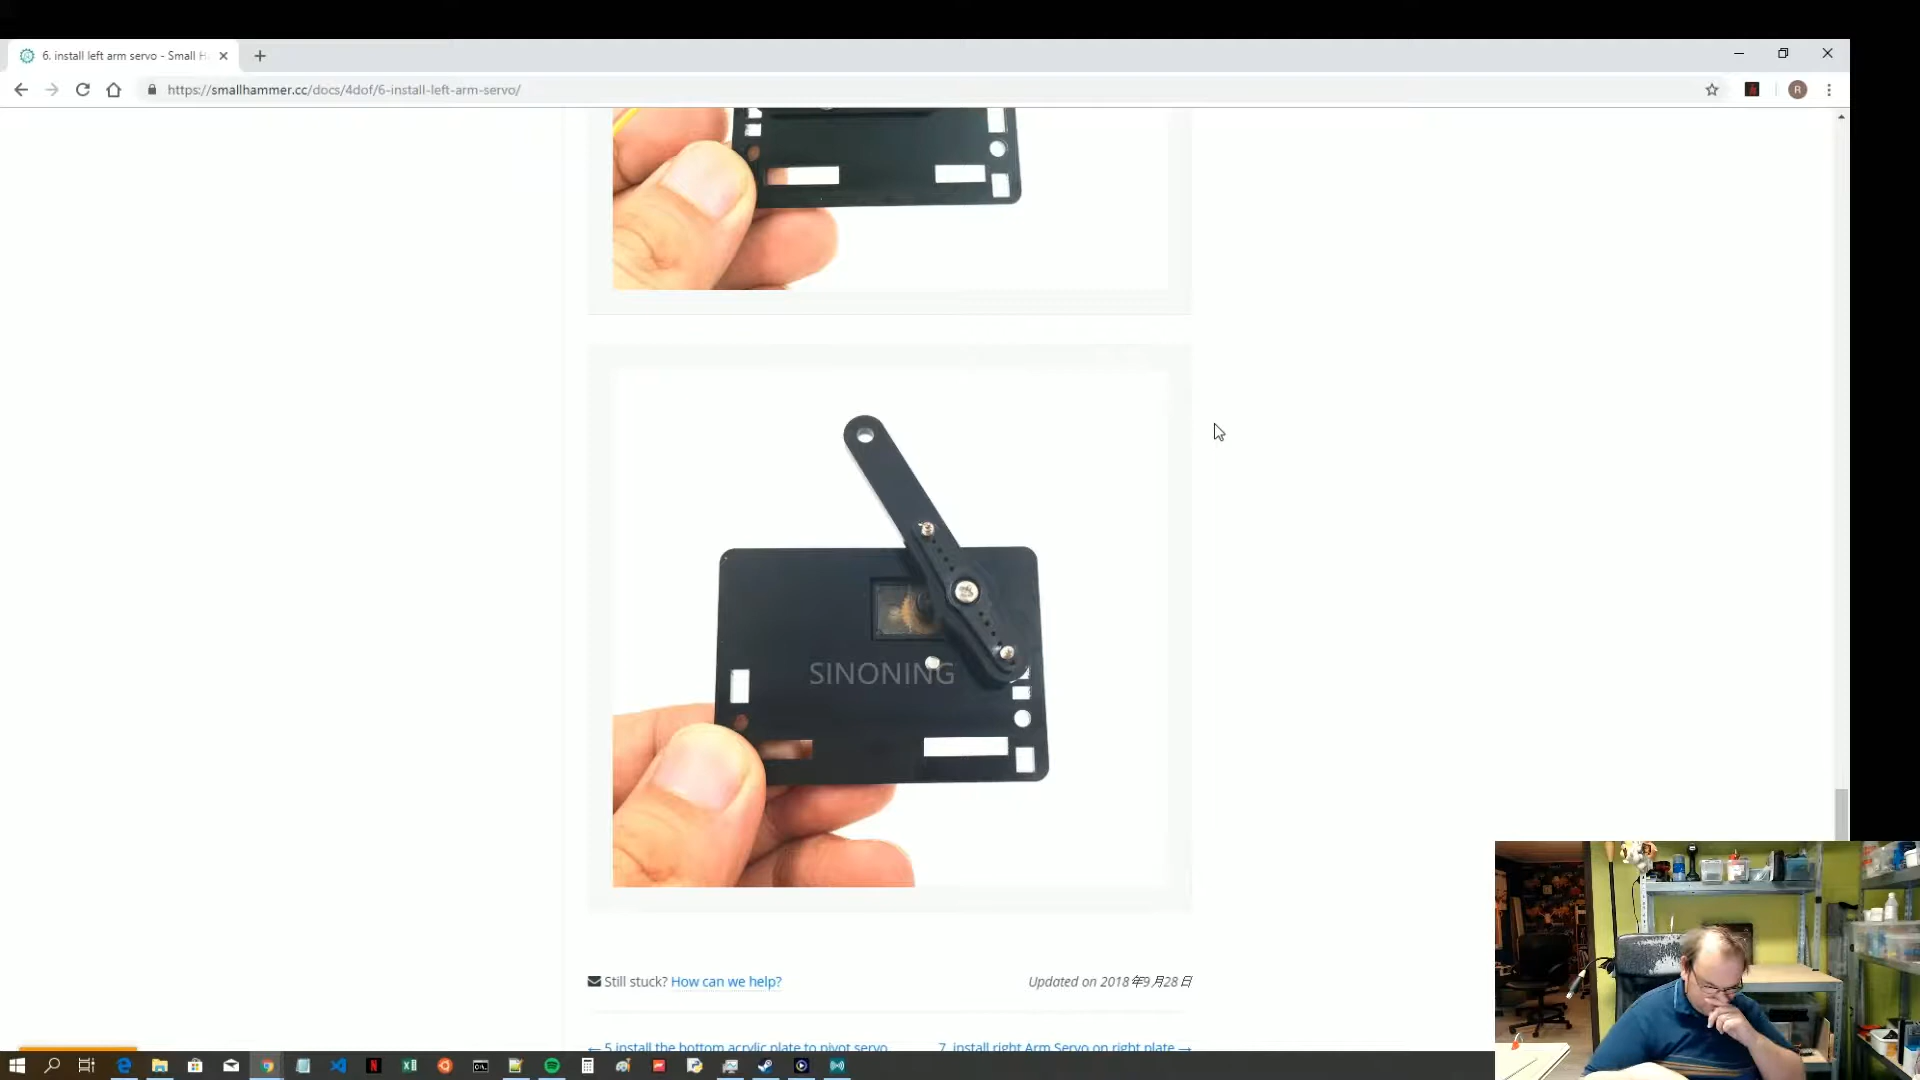 6. install left arm servo - Small H
https://smallhammer.cc/docs/4dof/6-install-left-arm-servo/
R
SINONING
Still stuck? How can we help?
Updated on 2018年9月28日
← 5 install the bottom acrylic plate to pivot servo
7. install right Arm Servo on right plate →